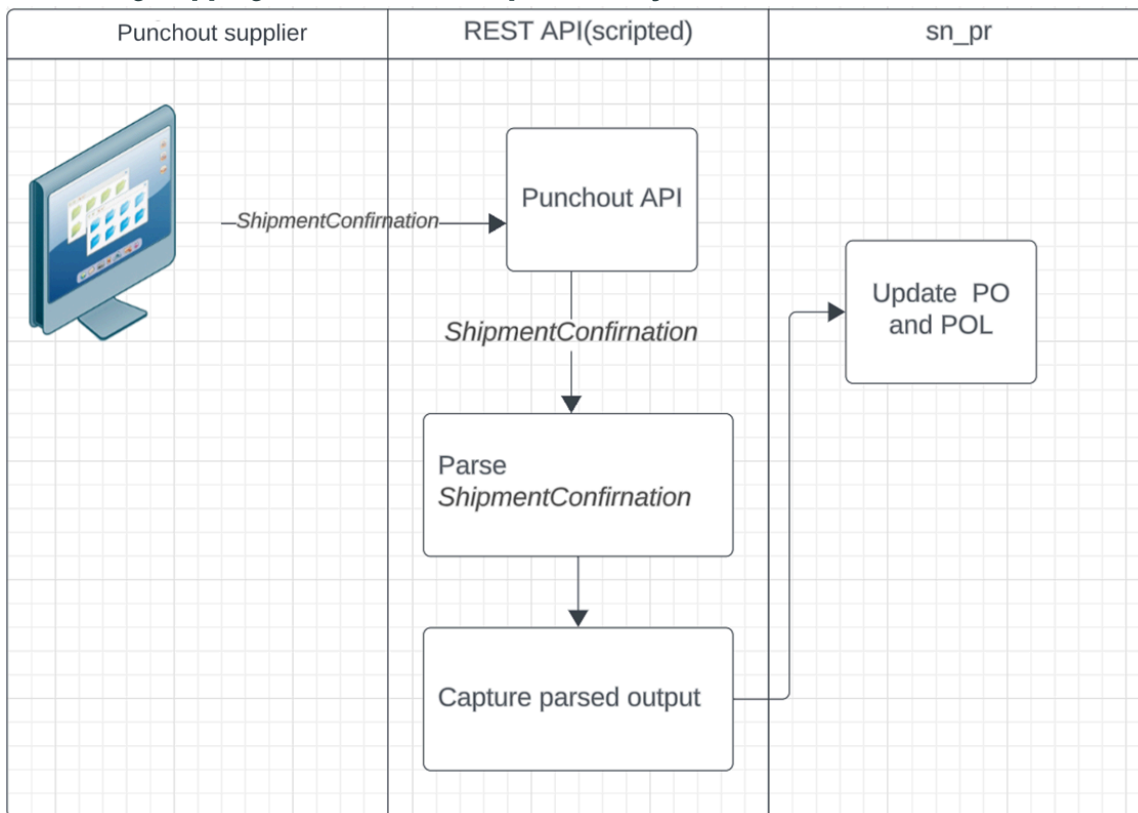 Punchout supplier
REST API(scripted)
sn_pr
Punchout API
ShipmentConfirnation
ShipmentConfirnation
Update PO
and POL
Parse
ShipmentConfirnation
Capture parsed output